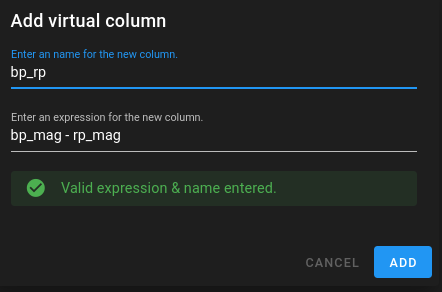 Add virtual column
Enter an name for the new column.
bp_rp
Enter an expression for the new column.
bp_mag - rp_mag
Valid expression & name entered.
CANCEL ADD